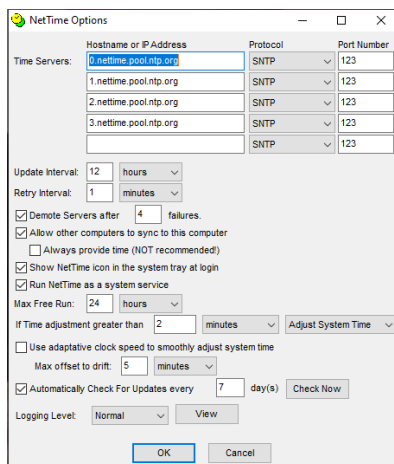 NetTime Options
Hostname or IP Address Protocol Port Number
Time Servers: 0.nettime.pool.ntp.org SNTP 123
1.nettime.pool.ntp.org SNTP 123
2.nettime.pool.ntp.org SNTP 123
3.nettime.pool.ntp.org SNTP 123
SNTP 123
Update Interval: 12 hours
Retry Interval: 1 minutes
Demote Servers after 4 failures.
Allow other computers to sync to this computer
Always provide time (NOT recommended!)
Show NetTime icon in the system tray at login
Run NetTime as a system service
Max Free Run: 24 hours
If Time adjustment greater than 2 minutes Adjust System Time
Use adaptive clock speed to smoothly adjust system time
Max offset to drift: 5 minutes
Automatically Check For Updates every 7 day(s) Check Now
Logging Level: Normal View
OK Cancel